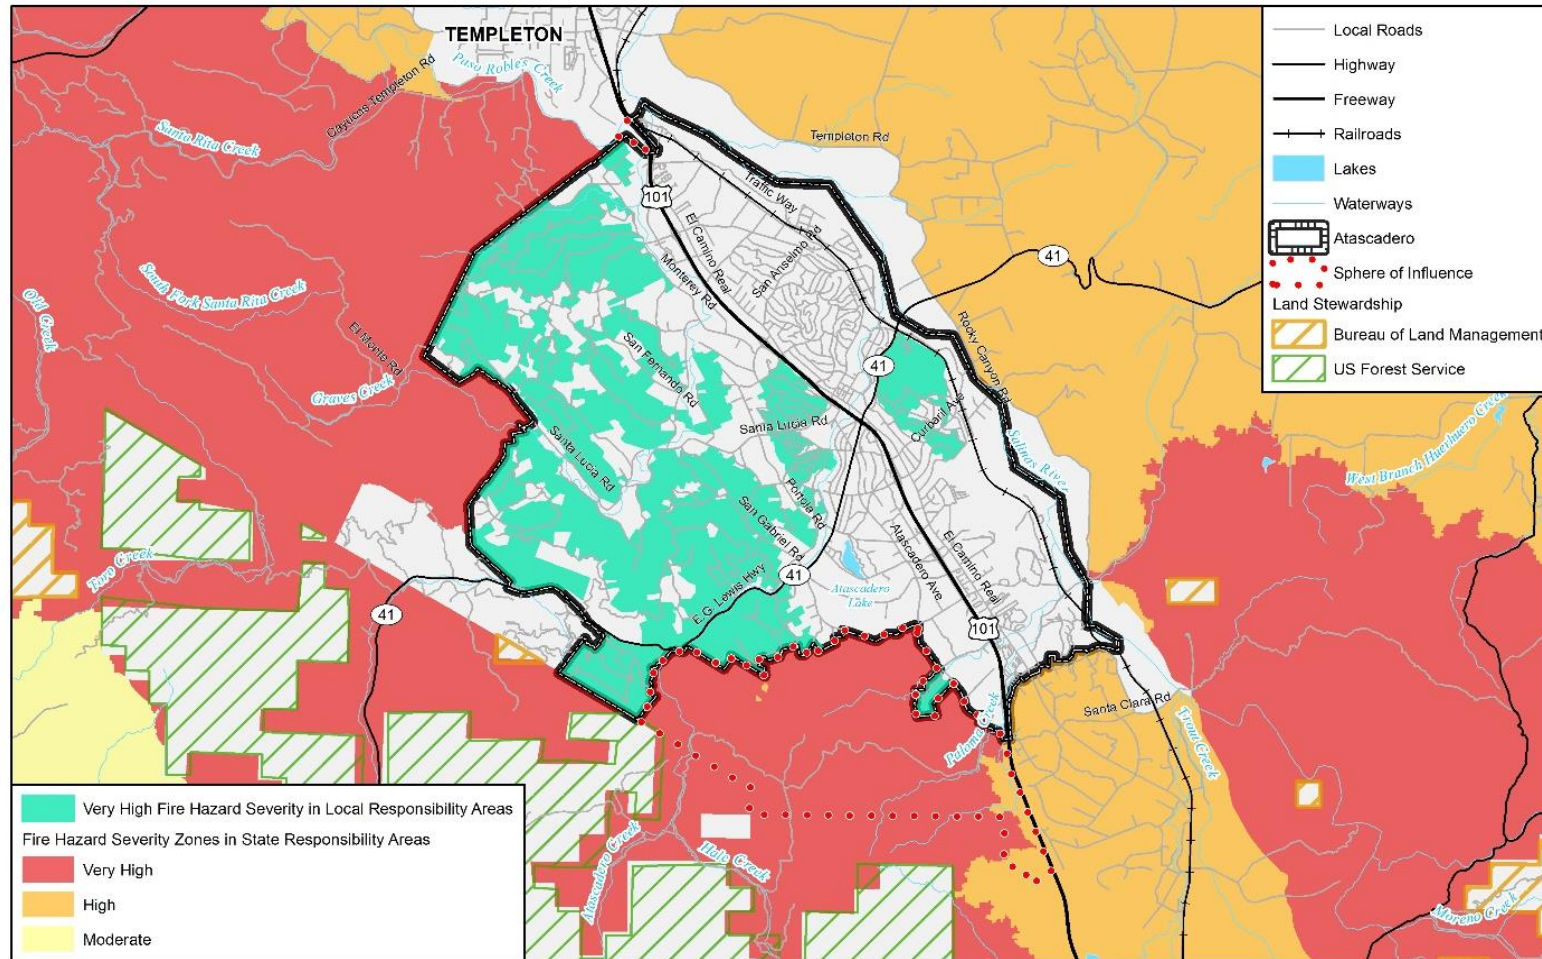 TEMPLETON
Paso Robles Creek
Cayucos Templeton Rd
Santa Rita Creek
Templeton Rd
Traffic Way
101
El Camino Real
San Anselmo Rd
Monterey Rd
41
South Fork Santa Rita Creek
Old Creek
El Monte Rd
Graves Creek
San Fernando Rd
Rocky Canyon Rd
41
Santa Lucia Rd
Curbaril Ave
Santa Lucia Rd
Salinas River
West Branch Huerhuero Creek
Portola Rd
San Gabriel Rd
Atascadero Ave
El Camino Real
Toro Creek
E.G. Lewis Hwy
41
Atascadero
Lake
41
101
Santa Clara Rd
Paloma Creek
Trout Creek
Atascadero Creek
Hale Creek
Moreno Creek
Local Roads
Highway
Freeway
Railroads
Lakes
Waterways
Atascadero
Sphere of Influence
Land Stewardship
Bureau of Land Management
US Forest Service
Very High Fire Hazard Severity in Local Responsibility Areas
Fire Hazard Severity Zones in State Responsibility Areas
Very High
High
Moderate